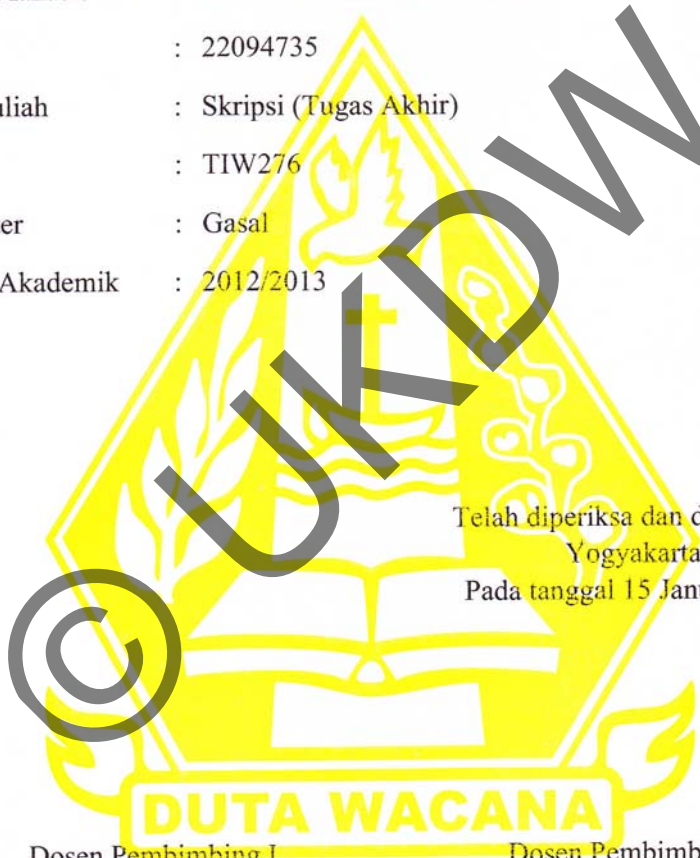 : 22094735
uliah : Skripsi (Tugas Akhir)
: TIW276
er : Gasal
Akademik : 2012/2013
© UKDW
Telah diperiksa dan d
Yogyakarta
Pada tanggal 15 Jan
DUTA WACANA
Dosen Pembimbing I Dosen Pembimb